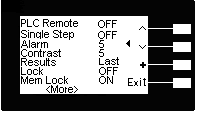 PLC Remote OFF
Single Step OFF
Alarm 5
Contrast 5
Results Last
Lock OFF
Mem Lock ON Exit
<More>